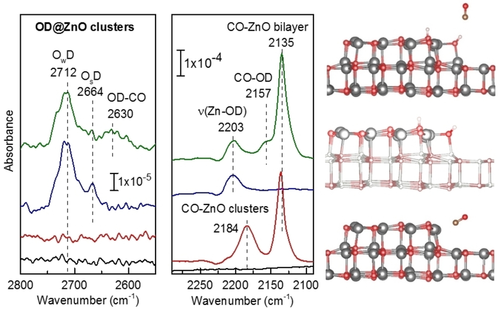 OD@ZnO clusters
O_wD
2712
O_sD
2664
OD-CO
2630
1x10⁻⁵
Absorbance
2800 2700 2600
Wavenumber (cm⁻¹)
CO-ZnO bilayer
2135
1x10⁻⁴
CO-OD
2157
ν(Zn-OD)
2203
CO-ZnO clusters
2184
2250 2200 2150 2100
Wavenumber (cm⁻¹)